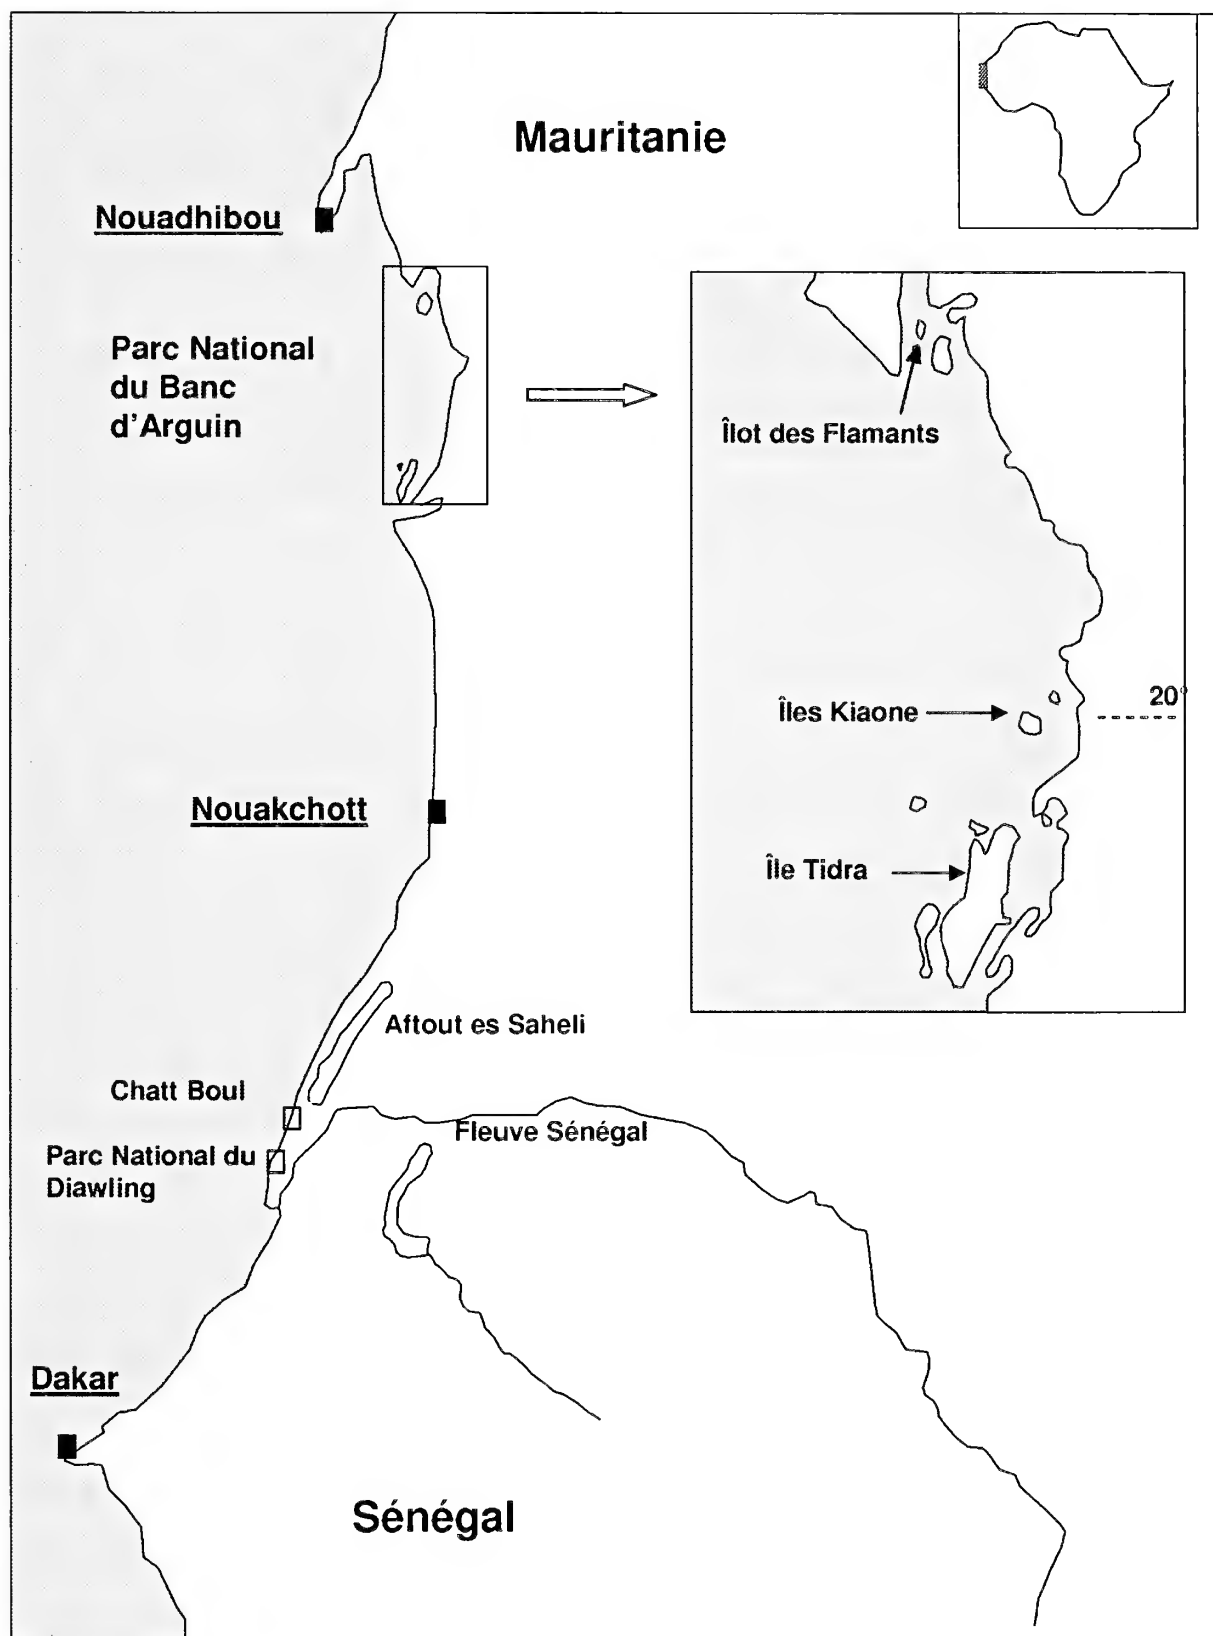 Mauritanie
Nouadhibou
Parc National
du Banc
d'Arguin
Îlot des Flamants
Îles Kiaone
20°
Nouakchott
Île Tidra
Aftout es Saheli
Chatt Boul
Fleuve Sénégal
Parc National du
Diawling
Dakar
Sénégal